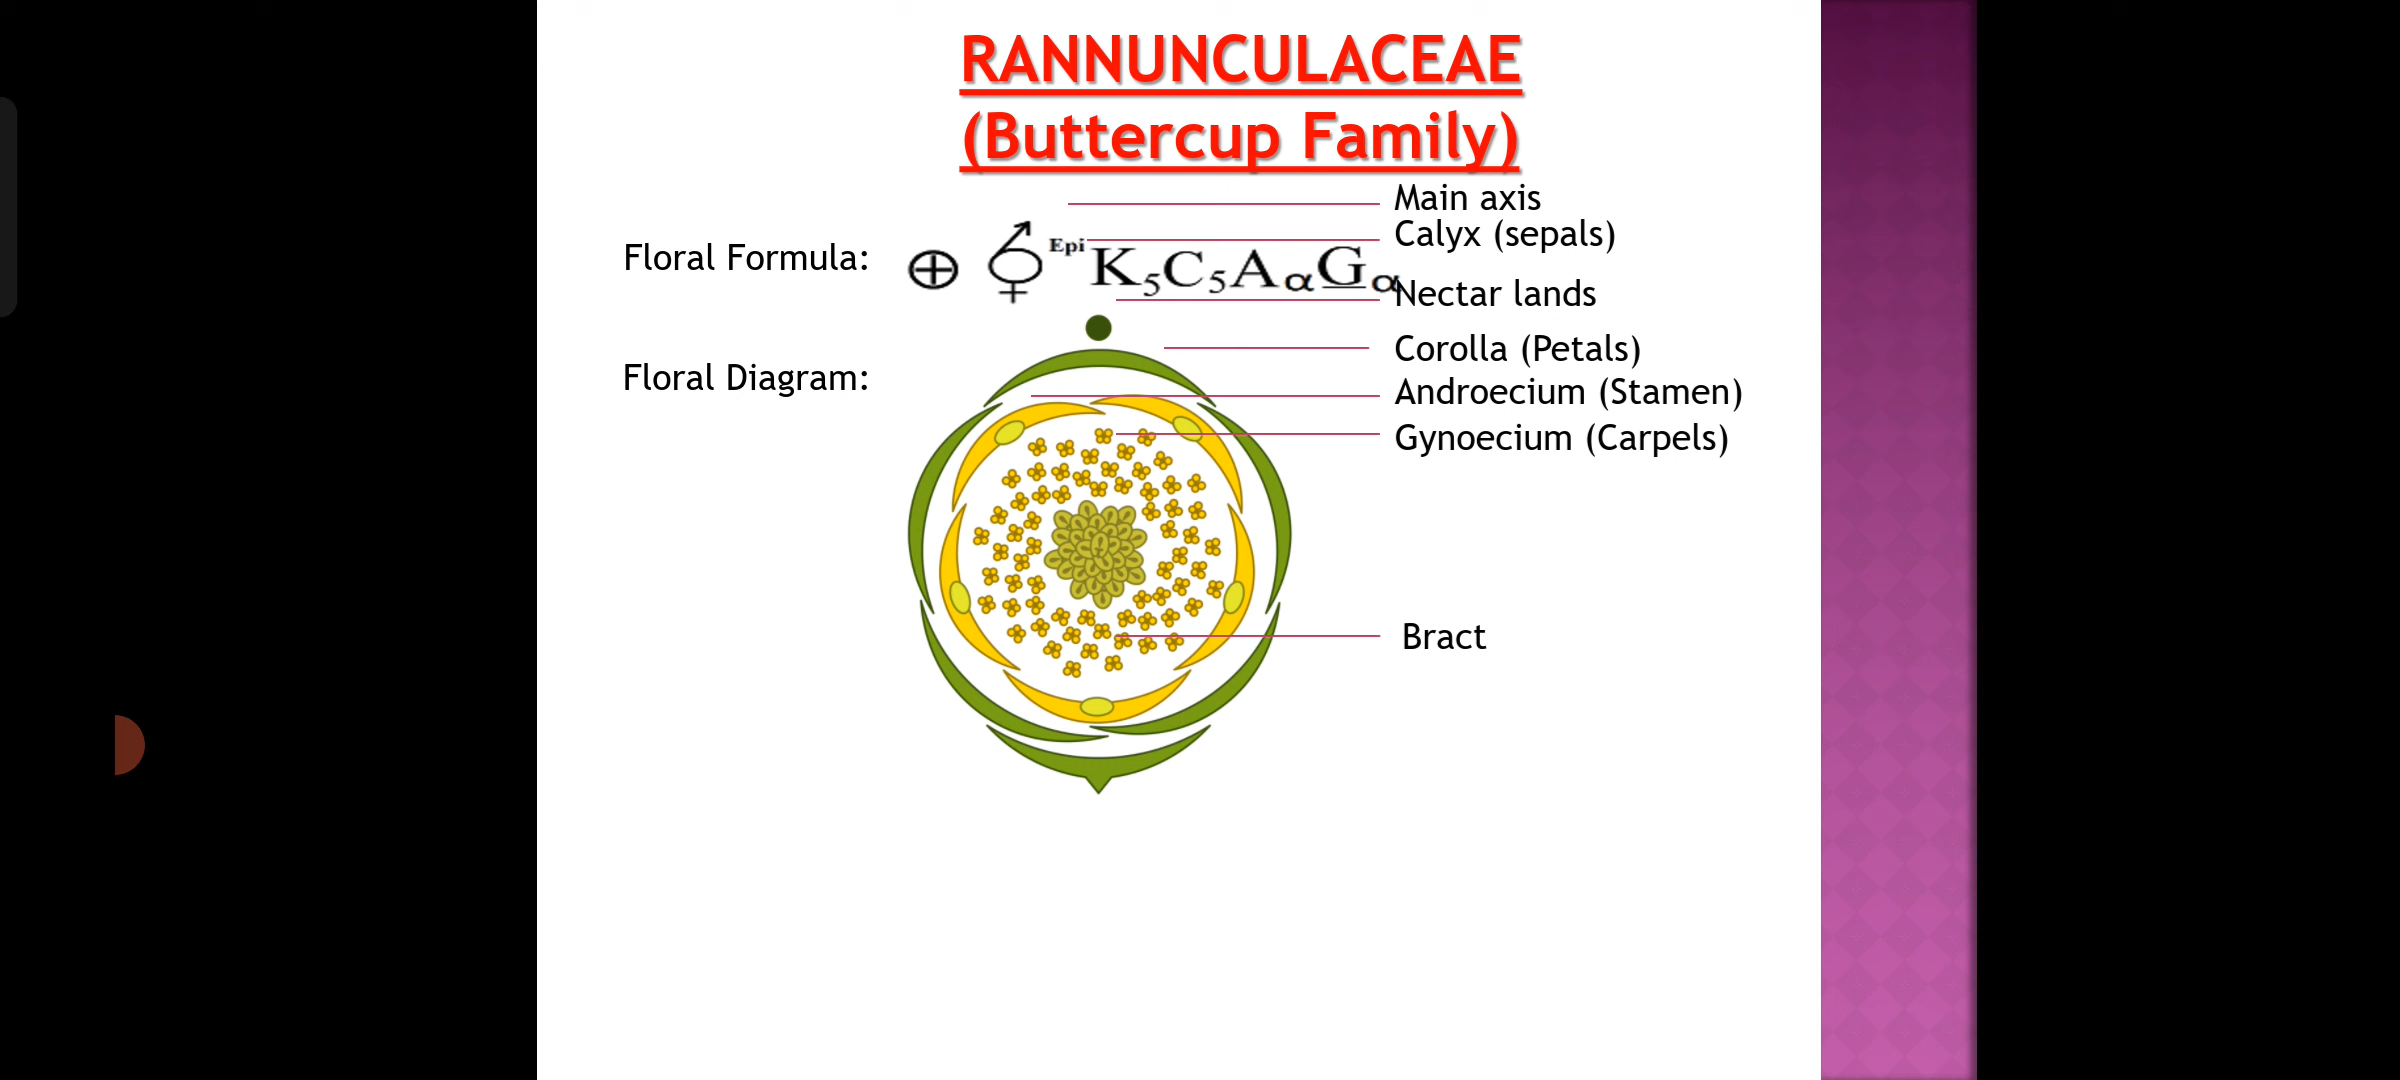 RANNUNCULACEAE
(Buttercup Family)
Main axis
Calyx (sepals)
Floral Formula: ⊕ ⚥ Epi K5C5AαGα
Nectar lands
Corolla (Petals)
Floral Diagram:
Androecium (Stamen)
Gynoecium (Carpels)
Bract